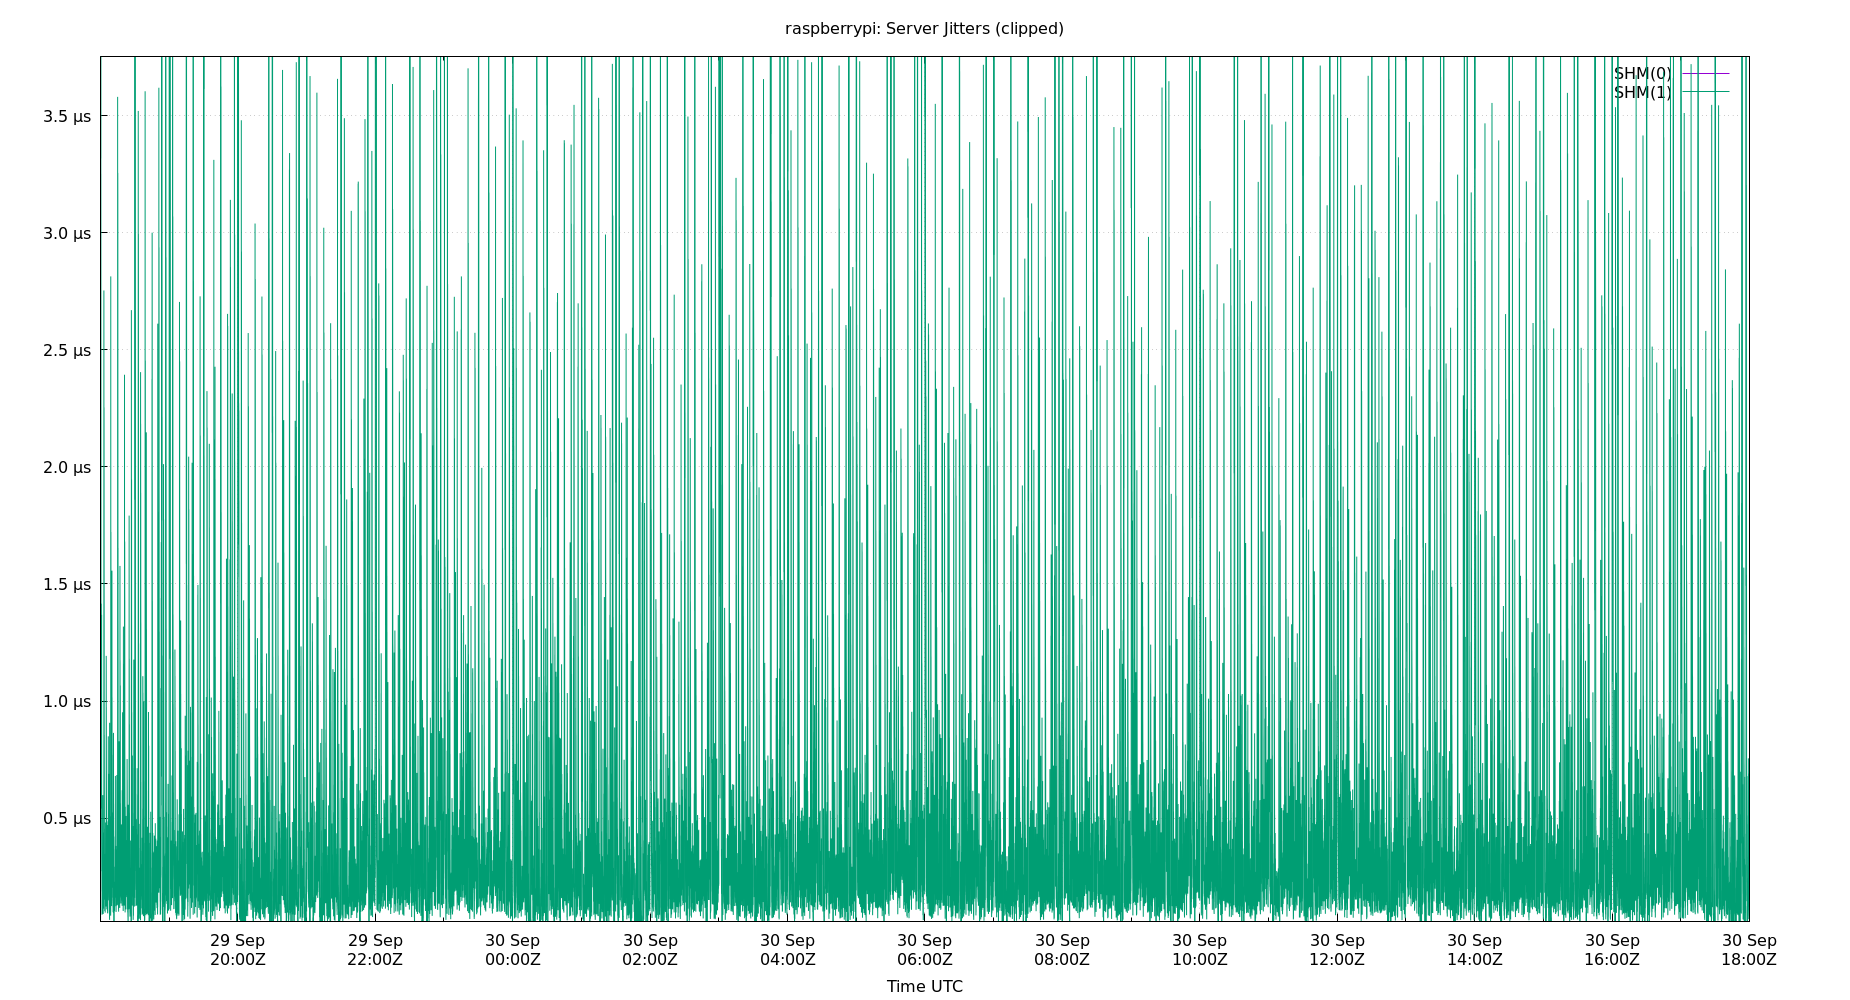 raspberrypi: Server Jitters (clipped)
SHM(0)
SHM(1)
3.5 µs
3.0 µs
2.5 µs
2.0 µs
1.5 µs
1.0 µs
0.5 µs
29 Sep 29 Sep 30 Sep 30 Sep 30 Sep 30 Sep 30 Sep 30 Sep 30 Sep 30 Sep 30 Sep 30 Sep
20:00Z 22:00Z 00:00Z 02:00Z 04:00Z 06:00Z 08:00Z 10:00Z 12:00Z 14:00Z 16:00Z 18:00Z
Time UTC